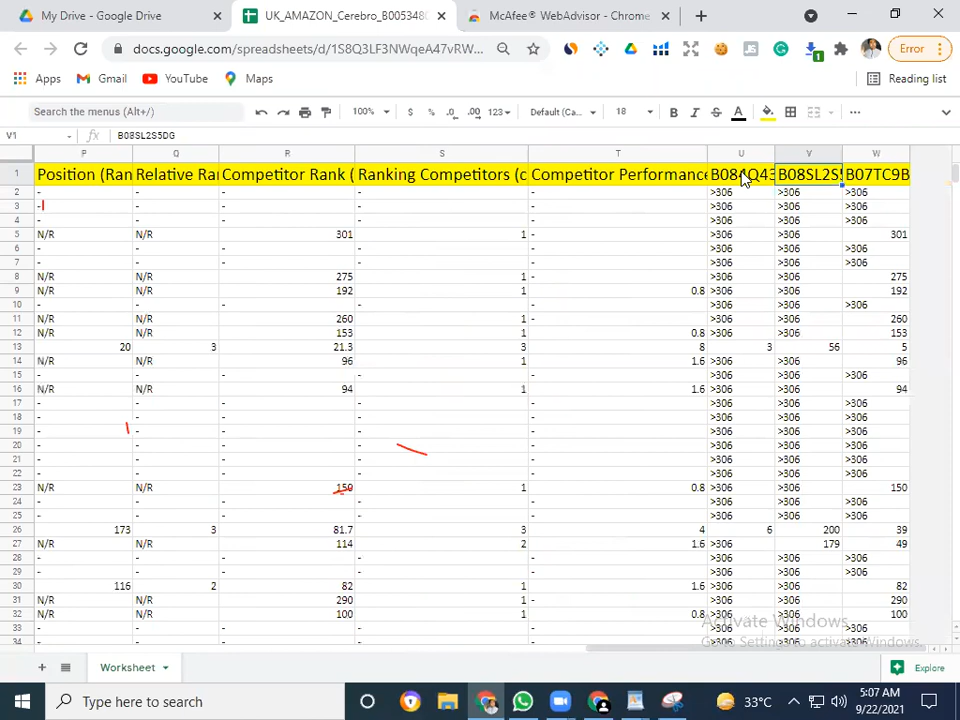 My Drive - Google Drive × UK_AMAZON_Cerebro_B0053480 × McAfee® WebAdvisor - Chrome × +
docs.google.com/spreadsheets/d/1S8Q3LF3NWqeA47vRW... Error
Apps Gmail YouTube Maps Reading list
Search the menus (Alt+/) 100% $ % .0 .00 123 Default (Ca... 18 B I S A ...
V1 fx B08SL2S5DG
P Q R S T U V W
1 Position (Ran Relative Ra Competitor Rank ( Ranking Competitors (c Competitor Performance B084Q43 B08SL2S5 B07TC9B
2 - - - - - >306 >306 >306
3 - - - - - >306 >306 >306
4 - - - - - >306 >306 >306
5 N/R N/R 301 1 - >306 >306 301
6 - - - - - >306 >306 >306
7 - - - - - >306 >306 >306
8 N/R N/R 275 1 - >306 >306 275
9 N/R N/R 192 1 0.8 >306 >306 192
10 - - - - - >306 >306 >306
11 N/R N/R 260 1 - >306 >306 260
12 N/R N/R 153 1 0.8 >306 >306 153
13 20 3 21.3 3 8 3 56 5
14 N/R N/R 96 1 1.6 >306 >306 96
15 - - - - - >306 >306 >306
16 N/R N/R 94 1 1.6 >306 >306 94
17 - - - - - >306 >306 >306
18 - - - - - >306 >306 >306
19 - - - - - >306 >306 >306
20 - - - - - >306 >306 >306
21 - - - - - >306 >306 >306
22 - - - - - >306 >306 >306
23 N/R N/R 150 1 0.8 >306 >306 150
24 - - - - - >306 >306 >306
25 - - - - - >306 >306 >306
26 173 3 81.7 3 4 6 200 39
27 N/R N/R 114 2 1.6 >306 179 49
28 - - - - - >306 >306 >306
29 - - - - - >306 >306 >306
30 116 2 82 1 1.6 >306 >306 82
31 N/R N/R 290 1 - >306 >306 290
32 N/R N/R 100 1 0.8 >306 >306 100
33 - - - - - >306 >306 >306
34 - - - - - >306 >306 >306
Activate Windows
Go to Settings to activate Windows.
+ Worksheet Explore
Type here to search 33°C 5:07 AM
9/22/2021